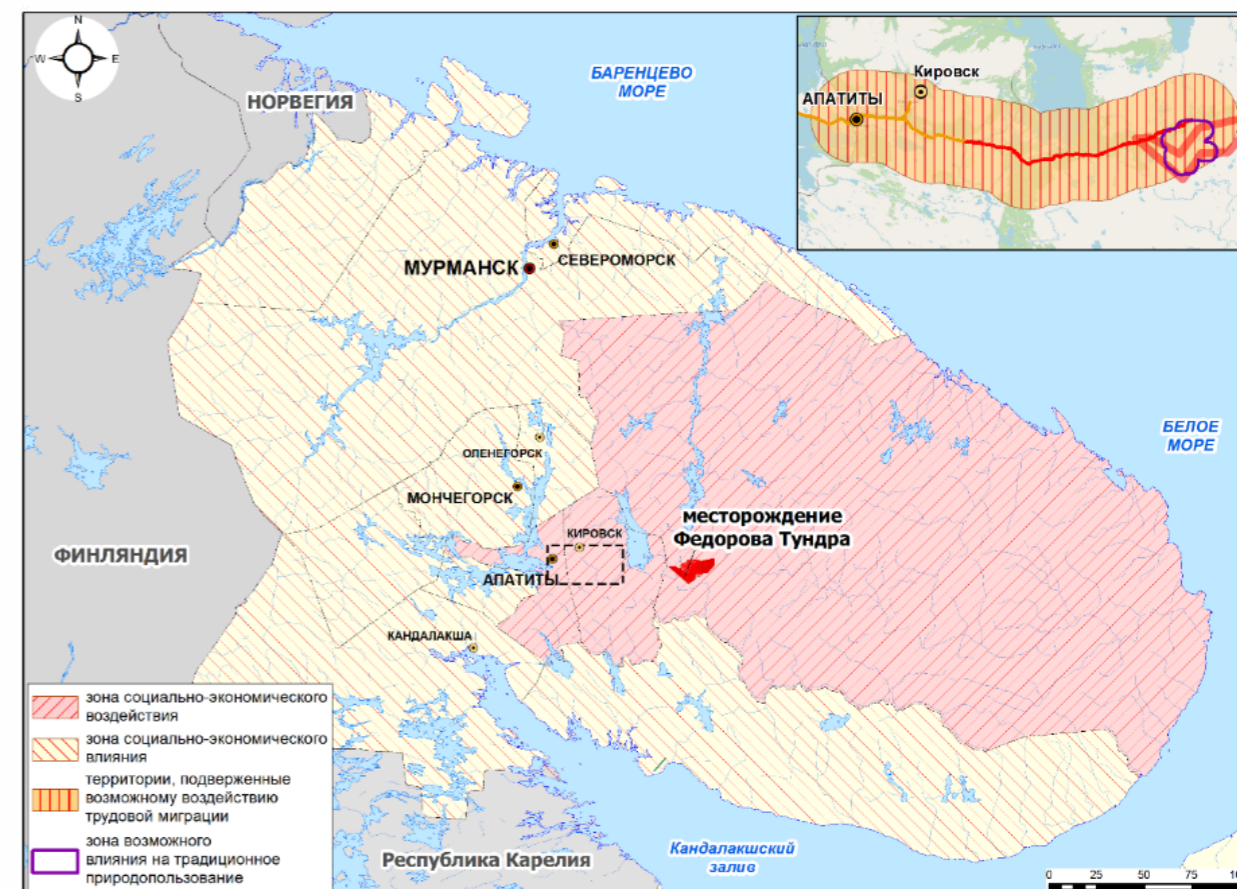 N
W
E
S
БАРЕНЦЕВО
МОРЕ
НОРВЕГИЯ
Кировск
АПАТИТЫ
МУРМАНСК
СЕВЕРОМОРСК
БЕЛОЕ
МОРЕ
ОЛЕНЕГОРСК
МОНЧЕГОРСК
месторождение
Федорова Тундра
КИРОВСК
ФИНЛЯНДИЯ
АПАТИТЫ
КАНДАЛАКША
зона социально-экономического
воздействия
зона социально-экономического
влияния
территории, подверженные
возможному воздействию
трудовой миграции
зона возможного
влияния на традиционное
природопользование
Республика Карелия
Кандалакшский
залив
0 25 50 75